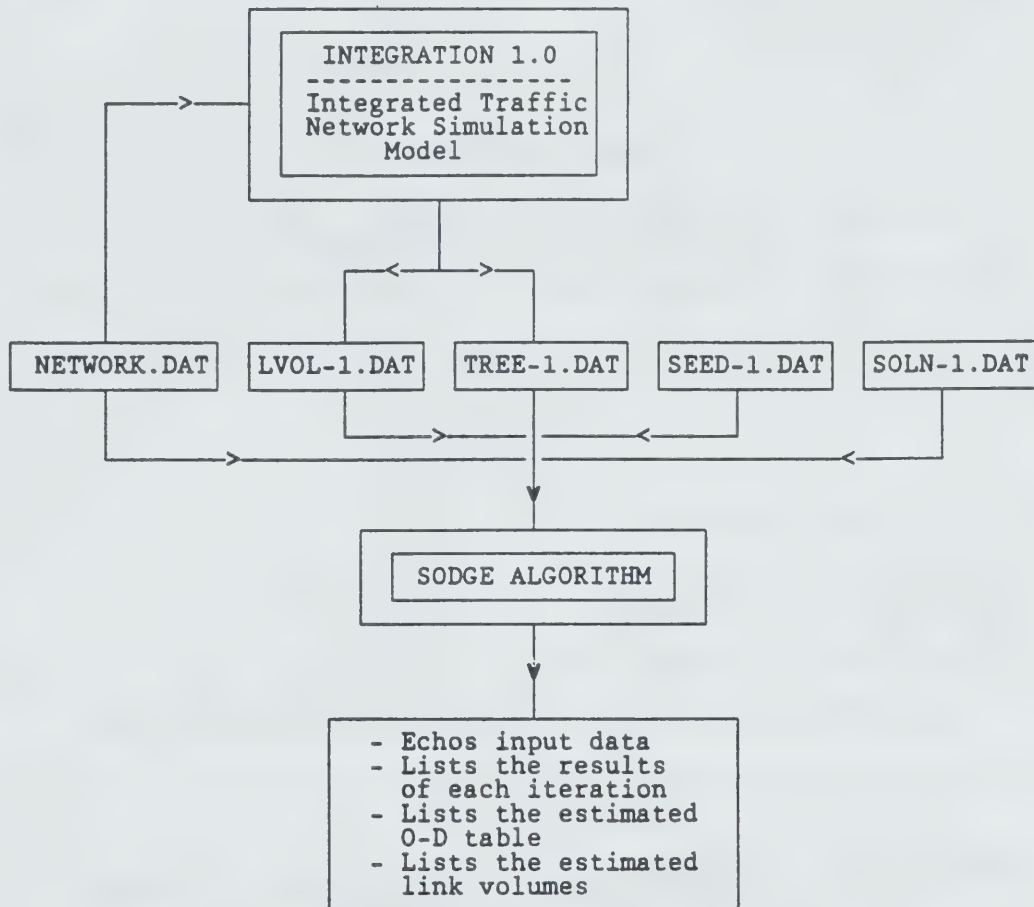 INTEGRATION 1.0
-----------------
Integrated Traffic
Network Simulation
Model
NETWORK.DAT
LVOL-1.DAT
TREE-1.DAT
SEED-1.DAT
SOLN-1.DAT
SODGE ALGORITHM
- Echos input data
- Lists the results
of each iteration
- Lists the estimated
O-D table
- Lists the estimated
link volumes